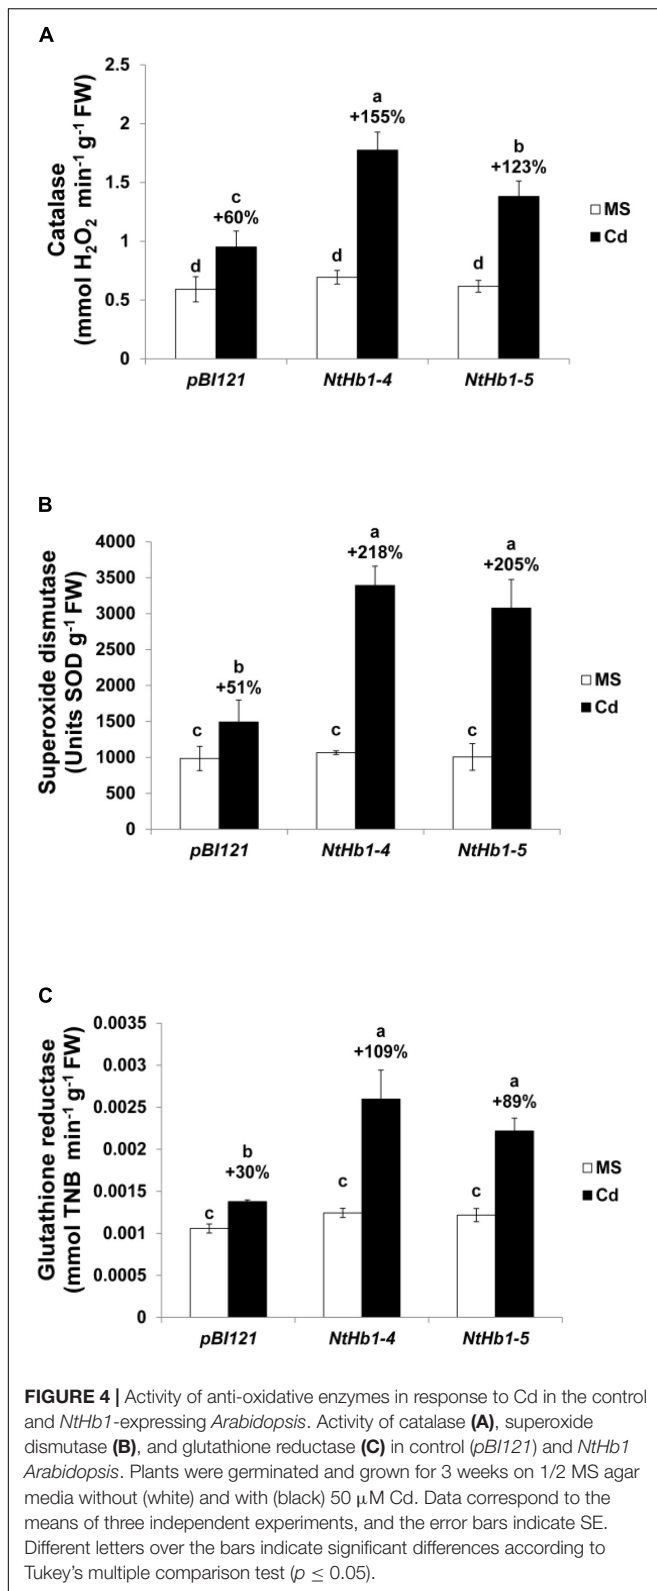 A
Catalase
(mmol H₂O₂ min⁻¹ g⁻¹ FW)
2.5
2
1.5
1
0.5
0
d
c
+60%
d
a
+155%
d
b
+123%
MS
Cd
pBI121
NtHb1-4
NtHb1-5
B
Superoxide dismutase
(Units SOD g⁻¹ FW)
4000
3500
3000
2500
2000
1500
1000
500
0
c
b
+51%
c
a
+218%
c
a
+205%
MS
Cd
pBI121
NtHb1-4
NtHb1-5
C
Glutathione reductase
(mmol TNB min⁻¹ g⁻¹ FW)
0.0035
0.003
0.0025
0.002
0.0015
0.001
0.0005
0
c
b
+30%
c
a
+109%
c
a
+89%
MS
Cd
pBI121
NtHb1-4
NtHb1-5
FIGURE 4 | Activity of anti-oxidative enzymes in response to Cd in the control
and NtHb1-expressing Arabidopsis. Activity of catalase (A), superoxide
dismutase (B), and glutathione reductase (C) in control (pBI121) and NtHb1
Arabidopsis. Plants were germinated and grown for 3 weeks on 1/2 MS agar
media without (white) and with (black) 50 μM Cd. Data correspond to the
means of three independent experiments, and the error bars indicate SE.
Different letters over the bars indicate significant differences according to
Tukey's multiple comparison test (p ≤ 0.05).